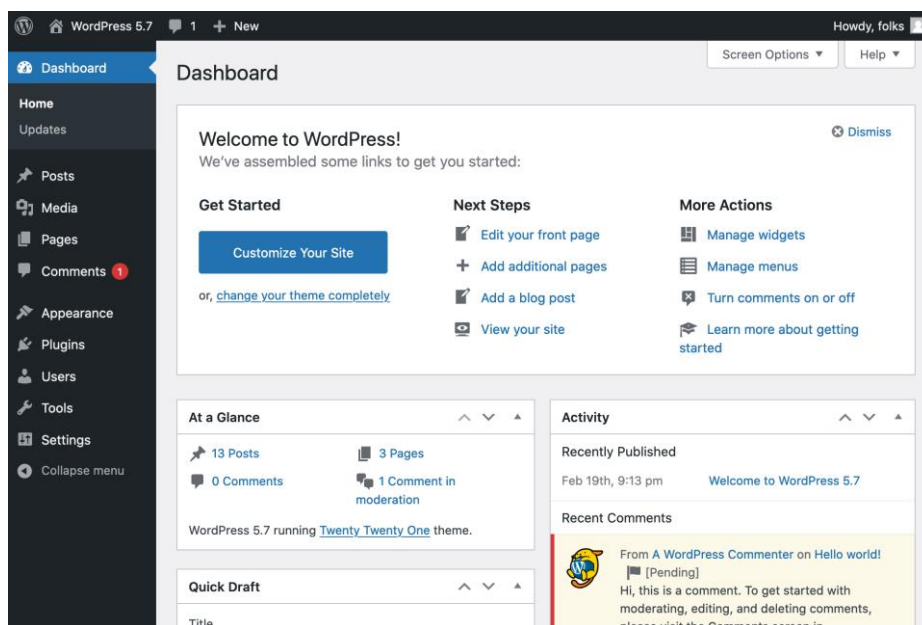 WordPress 5.7 1 + New Howdy, folks
Screen Options ▼ Help ▼
Dashboard
Home
Updates
Posts
Media
Pages
Comments 1
Appearance
Plugins
Users
Tools
Settings
Collapse menu
Dashboard
Welcome to WordPress!
Dismiss
We've assembled some links to get you started:
Get Started
Customize Your Site
or, change your theme completely
Next Steps
Edit your front page
Add additional pages
Add a blog post
View your site
More Actions
Manage widgets
Manage menus
Turn comments on or off
Learn more about getting
started
At a Glance
13 Posts 3 Pages
0 Comments 1 Comment in
moderation
WordPress 5.7 running Twenty Twenty One theme.
Quick Draft
Title
Activity
Recently Published
Feb 19th, 9:13 pm Welcome to WordPress 5.7
Recent Comments
From A WordPress Commenter on Hello world!
[Pending]
Hi, this is a comment. To get started with
moderating, editing, and deleting comments,
please visit the Comments screen in